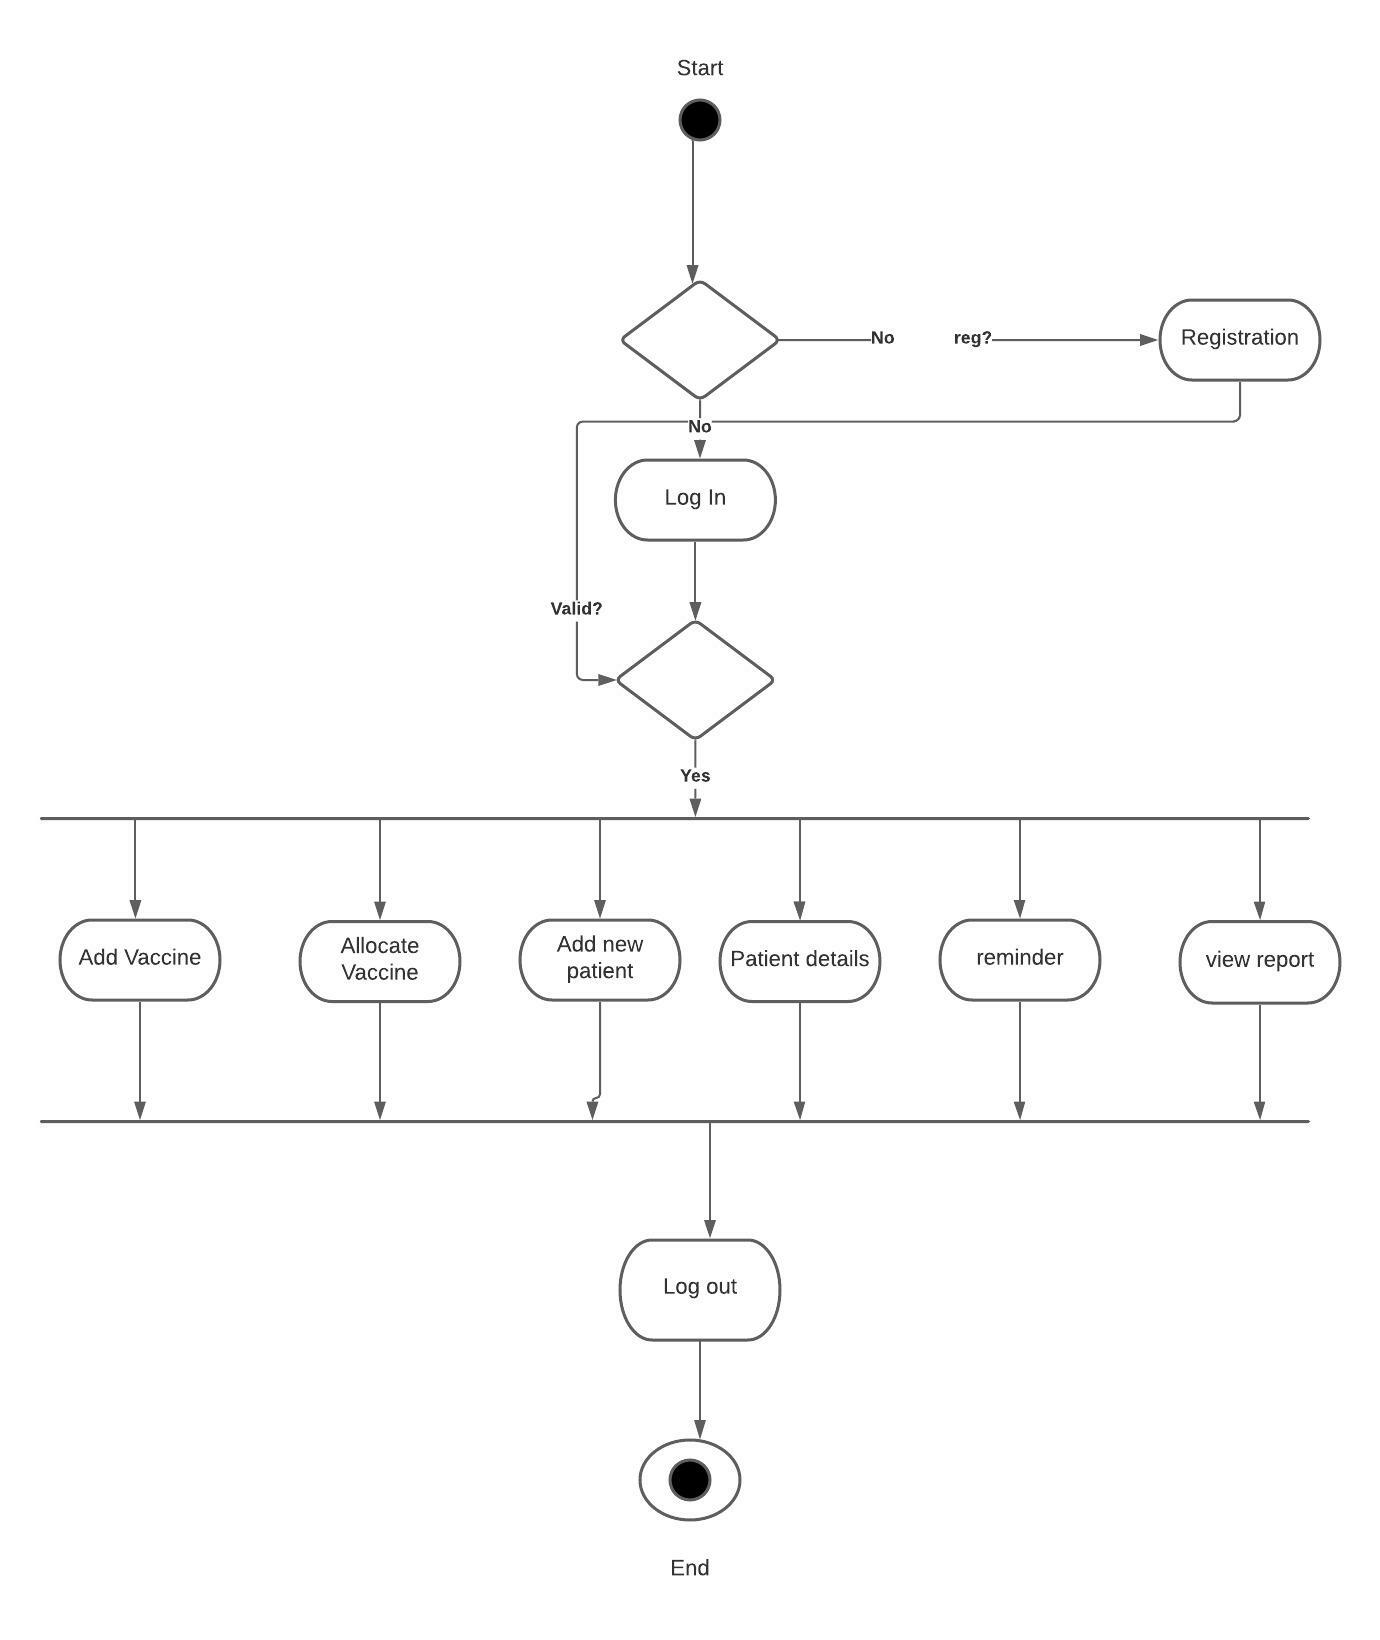 Start
No reg?
Registration
No
Log In
Valid?
Yes
Add Vaccine
Allocate
Vaccine
Add new
patient
Patient details
reminder
view report
Log out
End